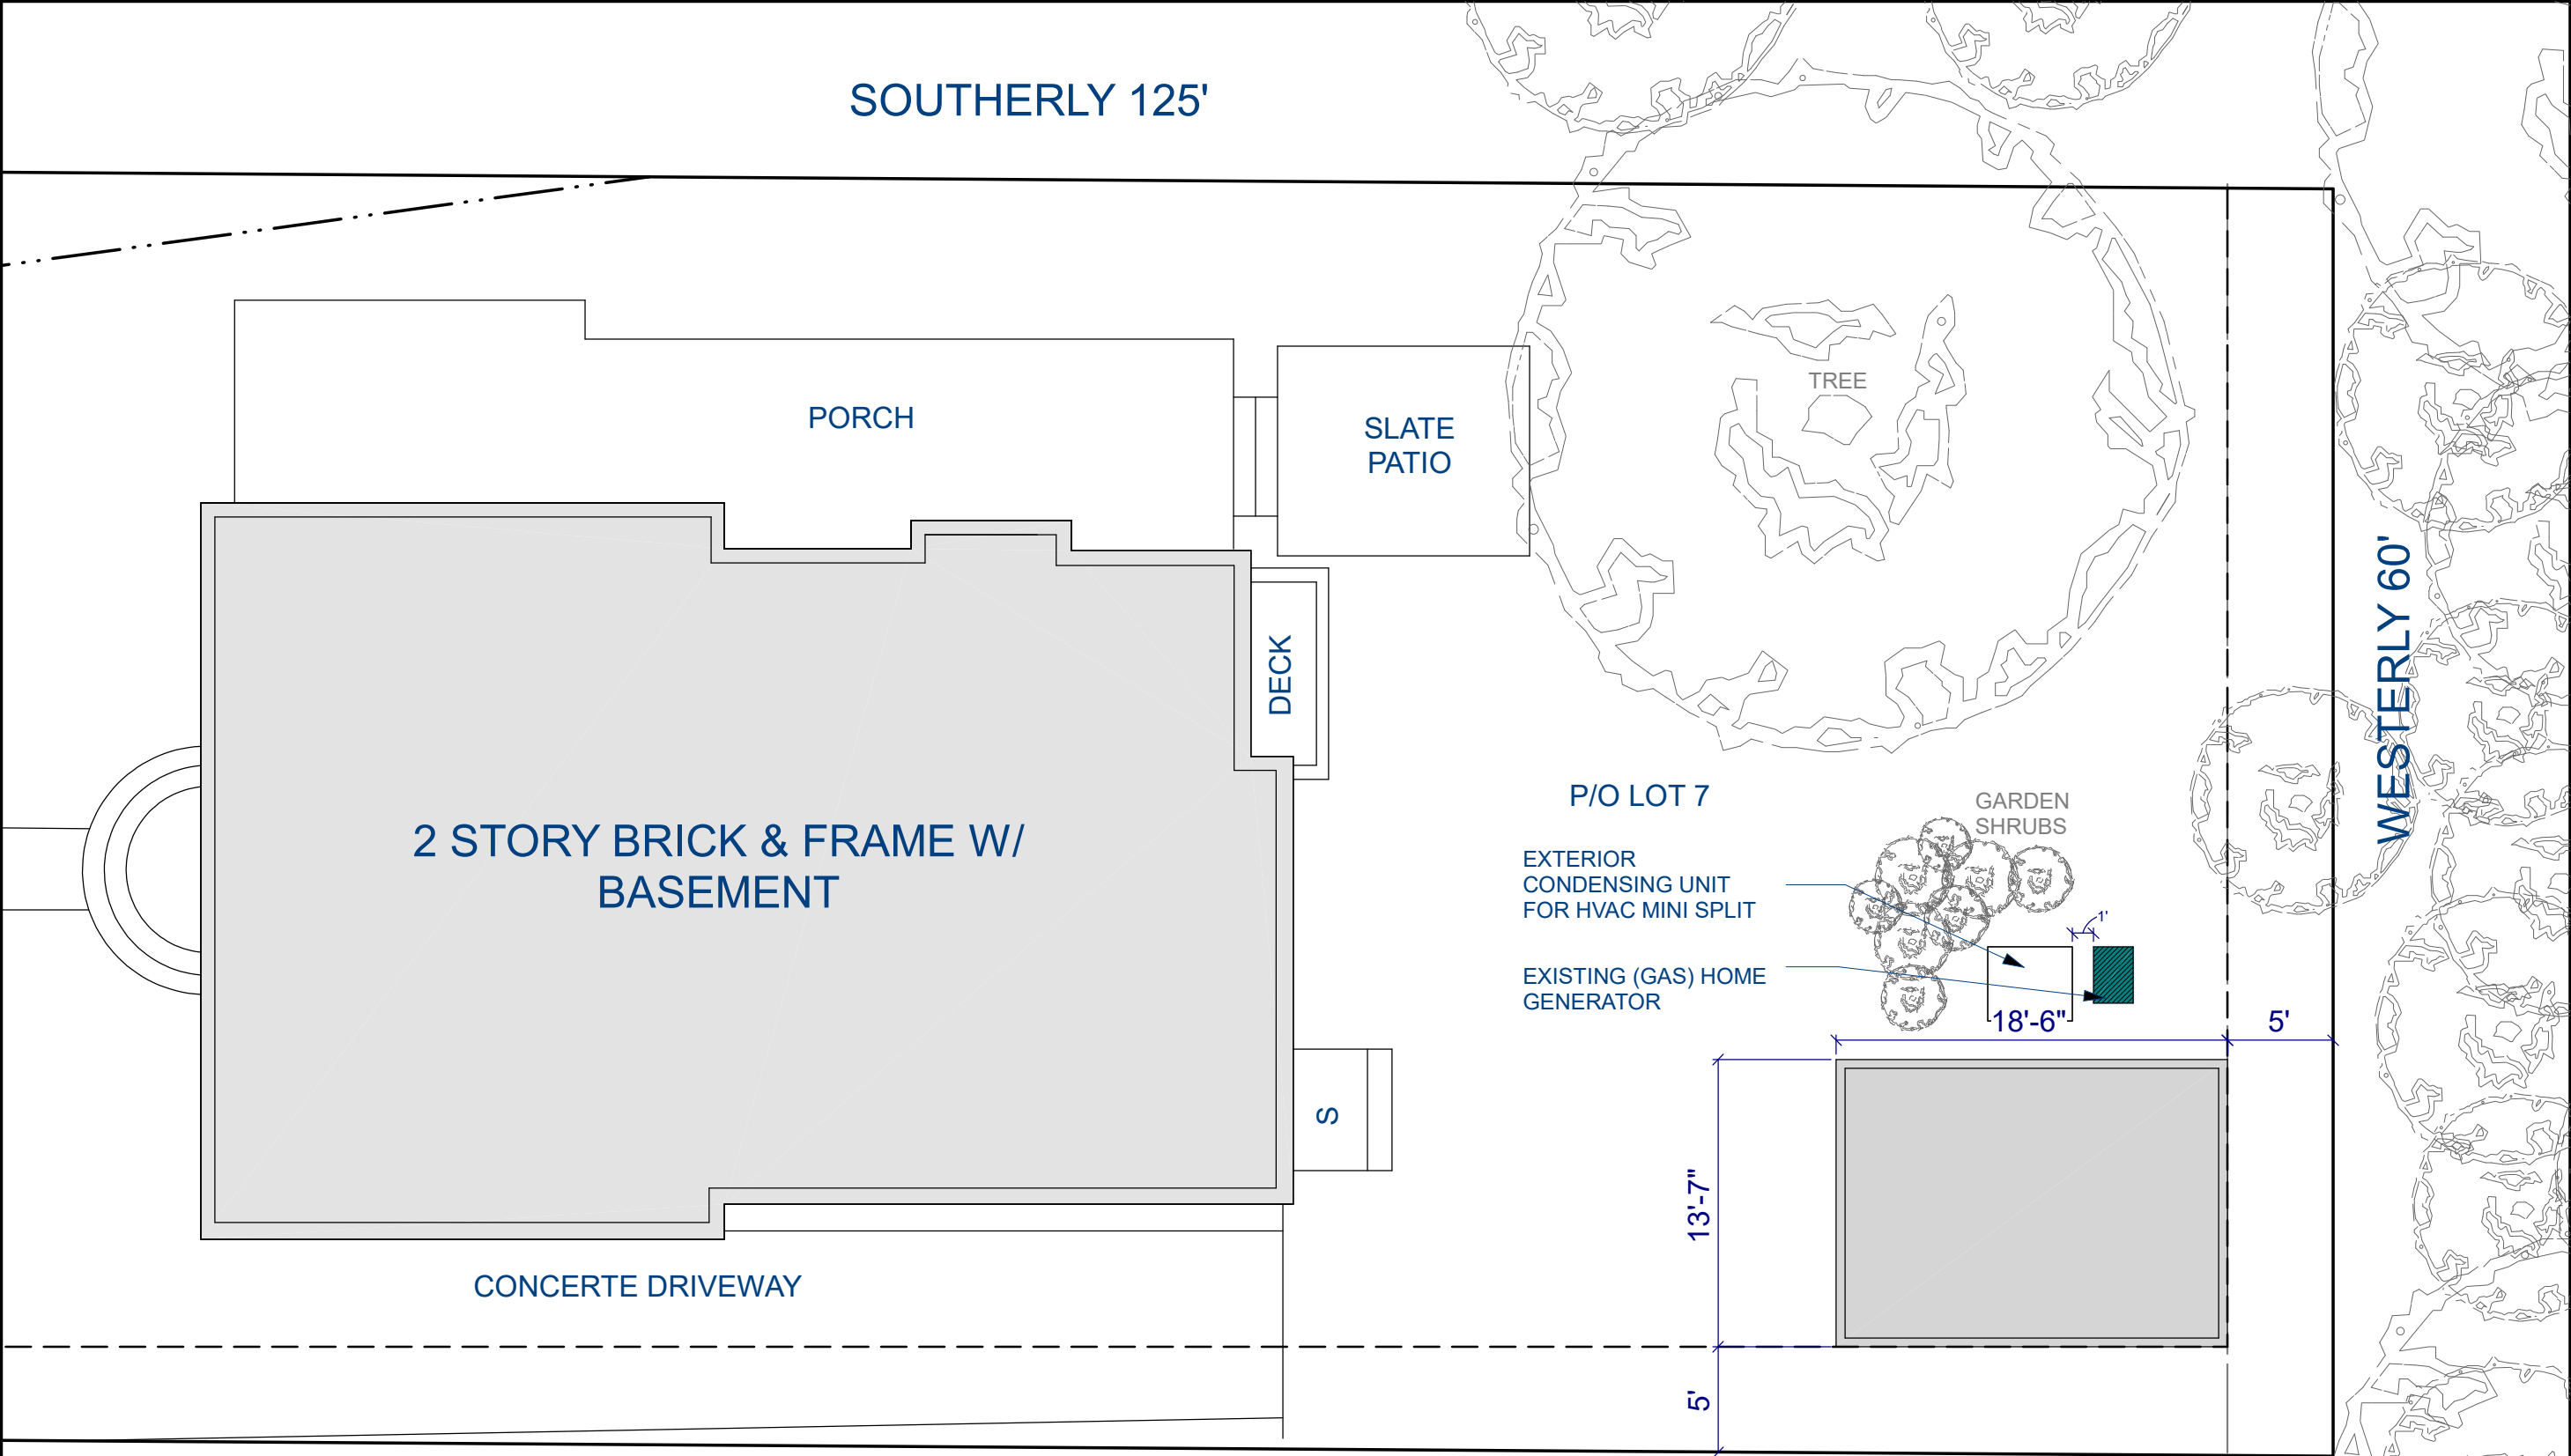 SOUTHERLY 125'
PORCH
SLATE
PATIO
TREE
DECK
WESTERLY 60'
2 STORY BRICK & FRAME W/
BASEMENT
P/O LOT 7
GARDEN
SHRUBS
EXTERIOR
CONDENSING UNIT
FOR HVAC MINI SPLIT
1'
EXISTING (GAS) HOME
GENERATOR
18'-6"
5'
S
13'-7"
CONCERTE DRIVEWAY
5'